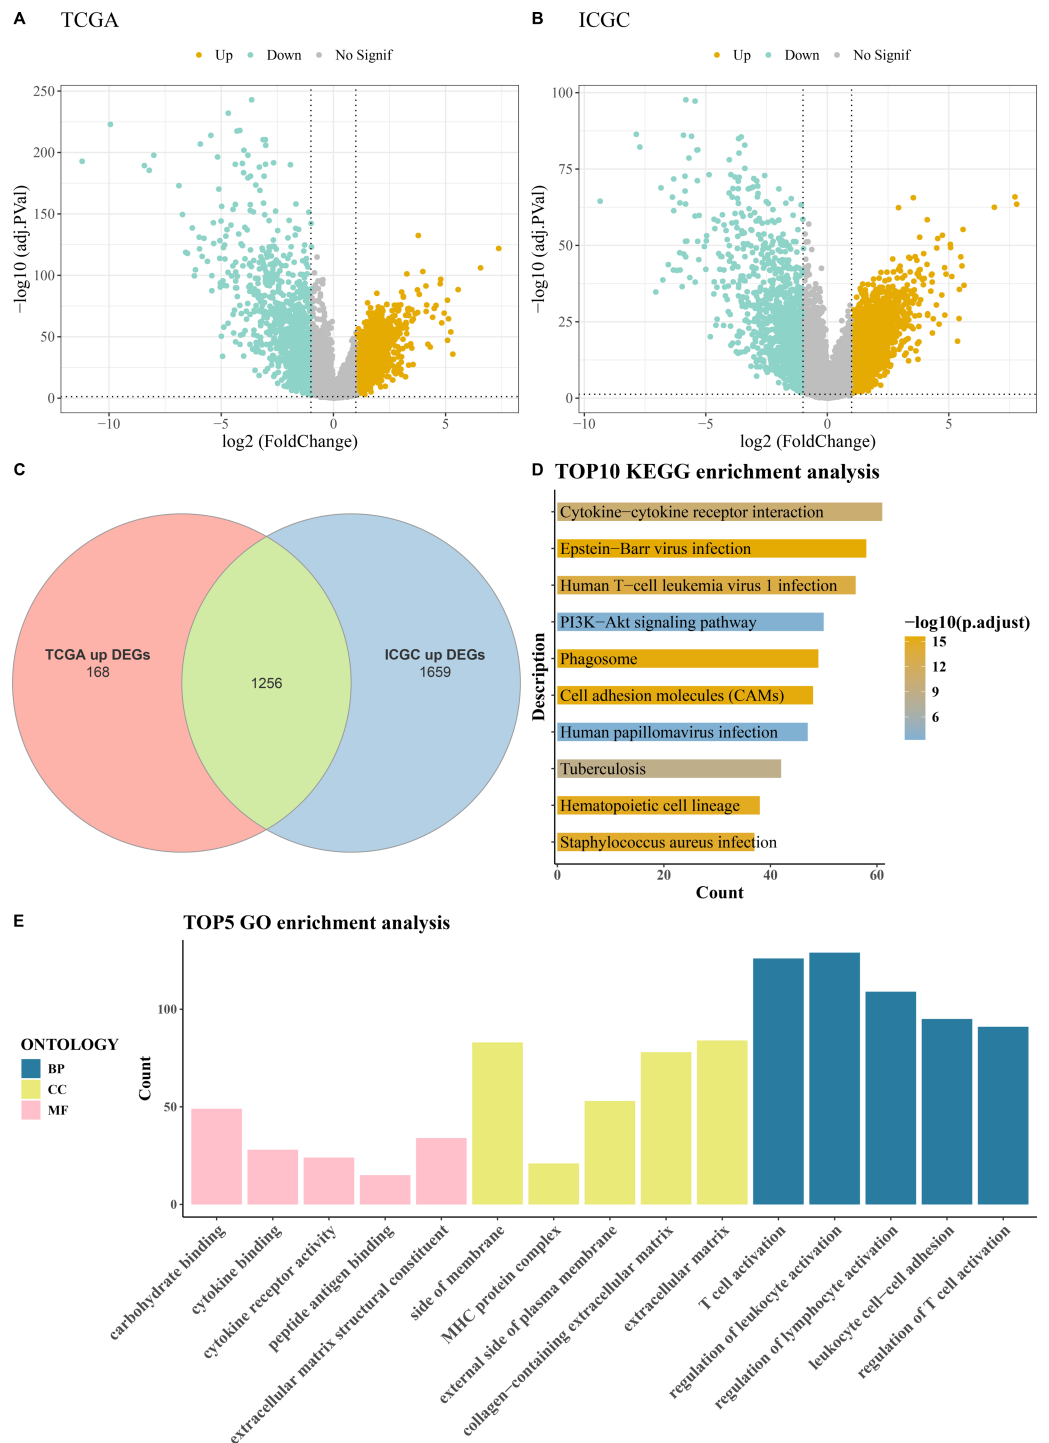 A TCGA
Up Down No Signif
250
200
150
100
50
0
−10 −5 0 5
−log10 (adj.PVal)
log2 (FoldChange)
B ICGC
Up Down No Signif
100
75
50
25
0
−10 −5 0 5
−log10 (adj.PVal)
log2 (FoldChange)
C
TCGA up DEGs
168
1256
ICGC up DEGs
1659
D TOP10 KEGG enrichment analysis
Cytokine−cytokine receptor interaction
Epstein−Barr virus infection
Human T−cell leukemia virus 1 infection
PI3K−Akt signaling pathway
Phagosome
Cell adhesion molecules (CAMs)
Human papillomavirus infection
Tuberculosis
Hematopoietic cell lineage
Staphylococcus aureus infection
Description
0 20 40 60
Count
−log10(p.adjust)
15
12
9
6
E TOP5 GO enrichment analysis
ONTOLOGY
BP
CC
MF
Count
100
50
0
carbohydrate binding
cytokine binding
cytokine receptor activity
peptide antigen binding
extracellular matrix structural constituent
side of membrane
MHC protein complex
external side of plasma membrane
collagen−containing extracellular matrix
extracellular matrix
T cell activation
regulation of leukocyte activation
regulation of lymphocyte activation
leukocyte cell−cell adhesion
regulation of T cell activation